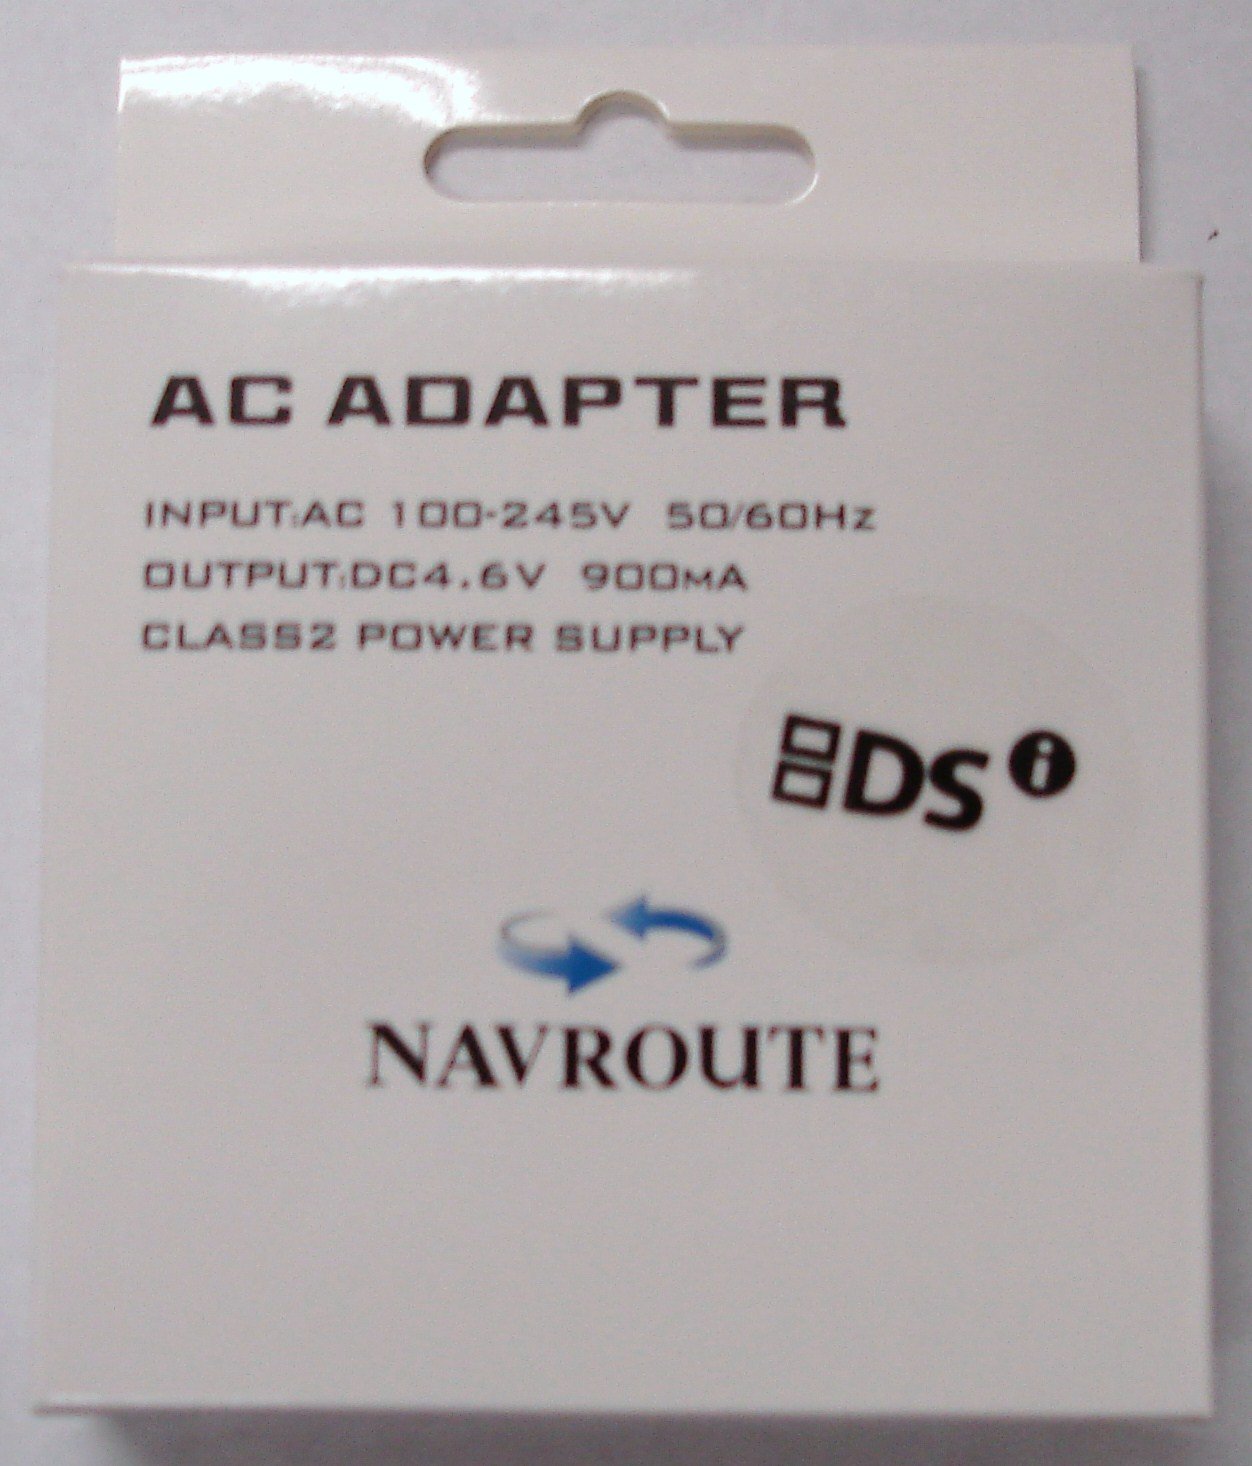 AC ADAPTER
INPUT:AC 100-245V 50/60Hz
OUTPUT:DC4.6V 900MA
CLASS2 POWER SUPPLY
DSi
NAVROUTE